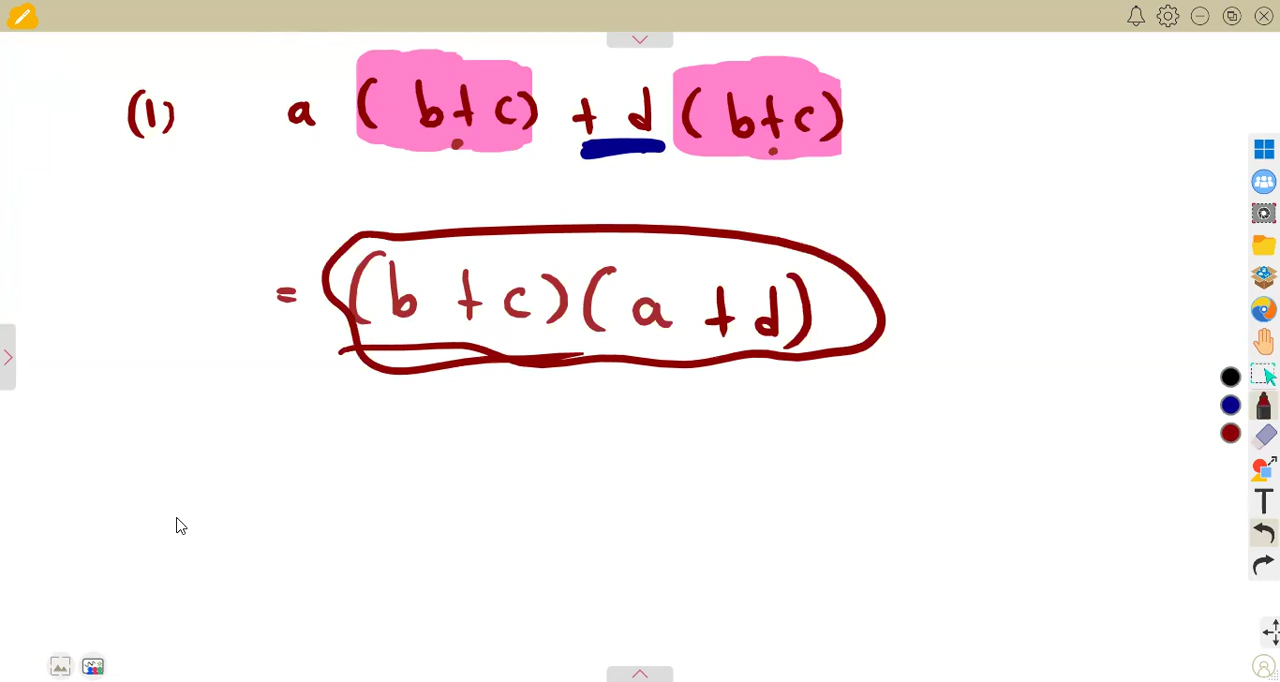 (1) a (b+c) + d (b+c)
= (b + c)(a + d)
T